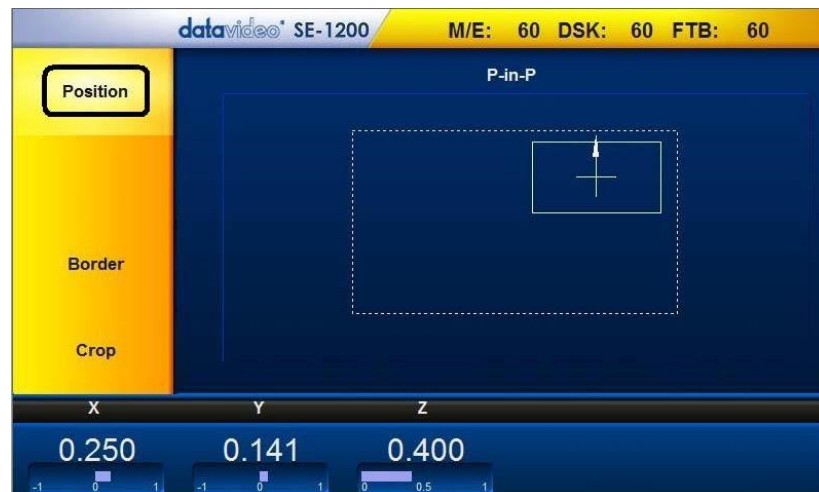 datavideo SE-1200 M/E: 60 DSK: 60 FTB: 60
P-in-P
Position
Border
Crop
X Y Z
0.250 0.141 0.400
-1 0 1 -1 0 1 0 0.5 1